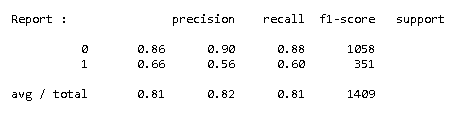 Report : precision recall f1-score support
0 0.86 0.90 0.88 1058
1 0.66 0.56 0.60 351
avg / total 0.81 0.82 0.81 1409